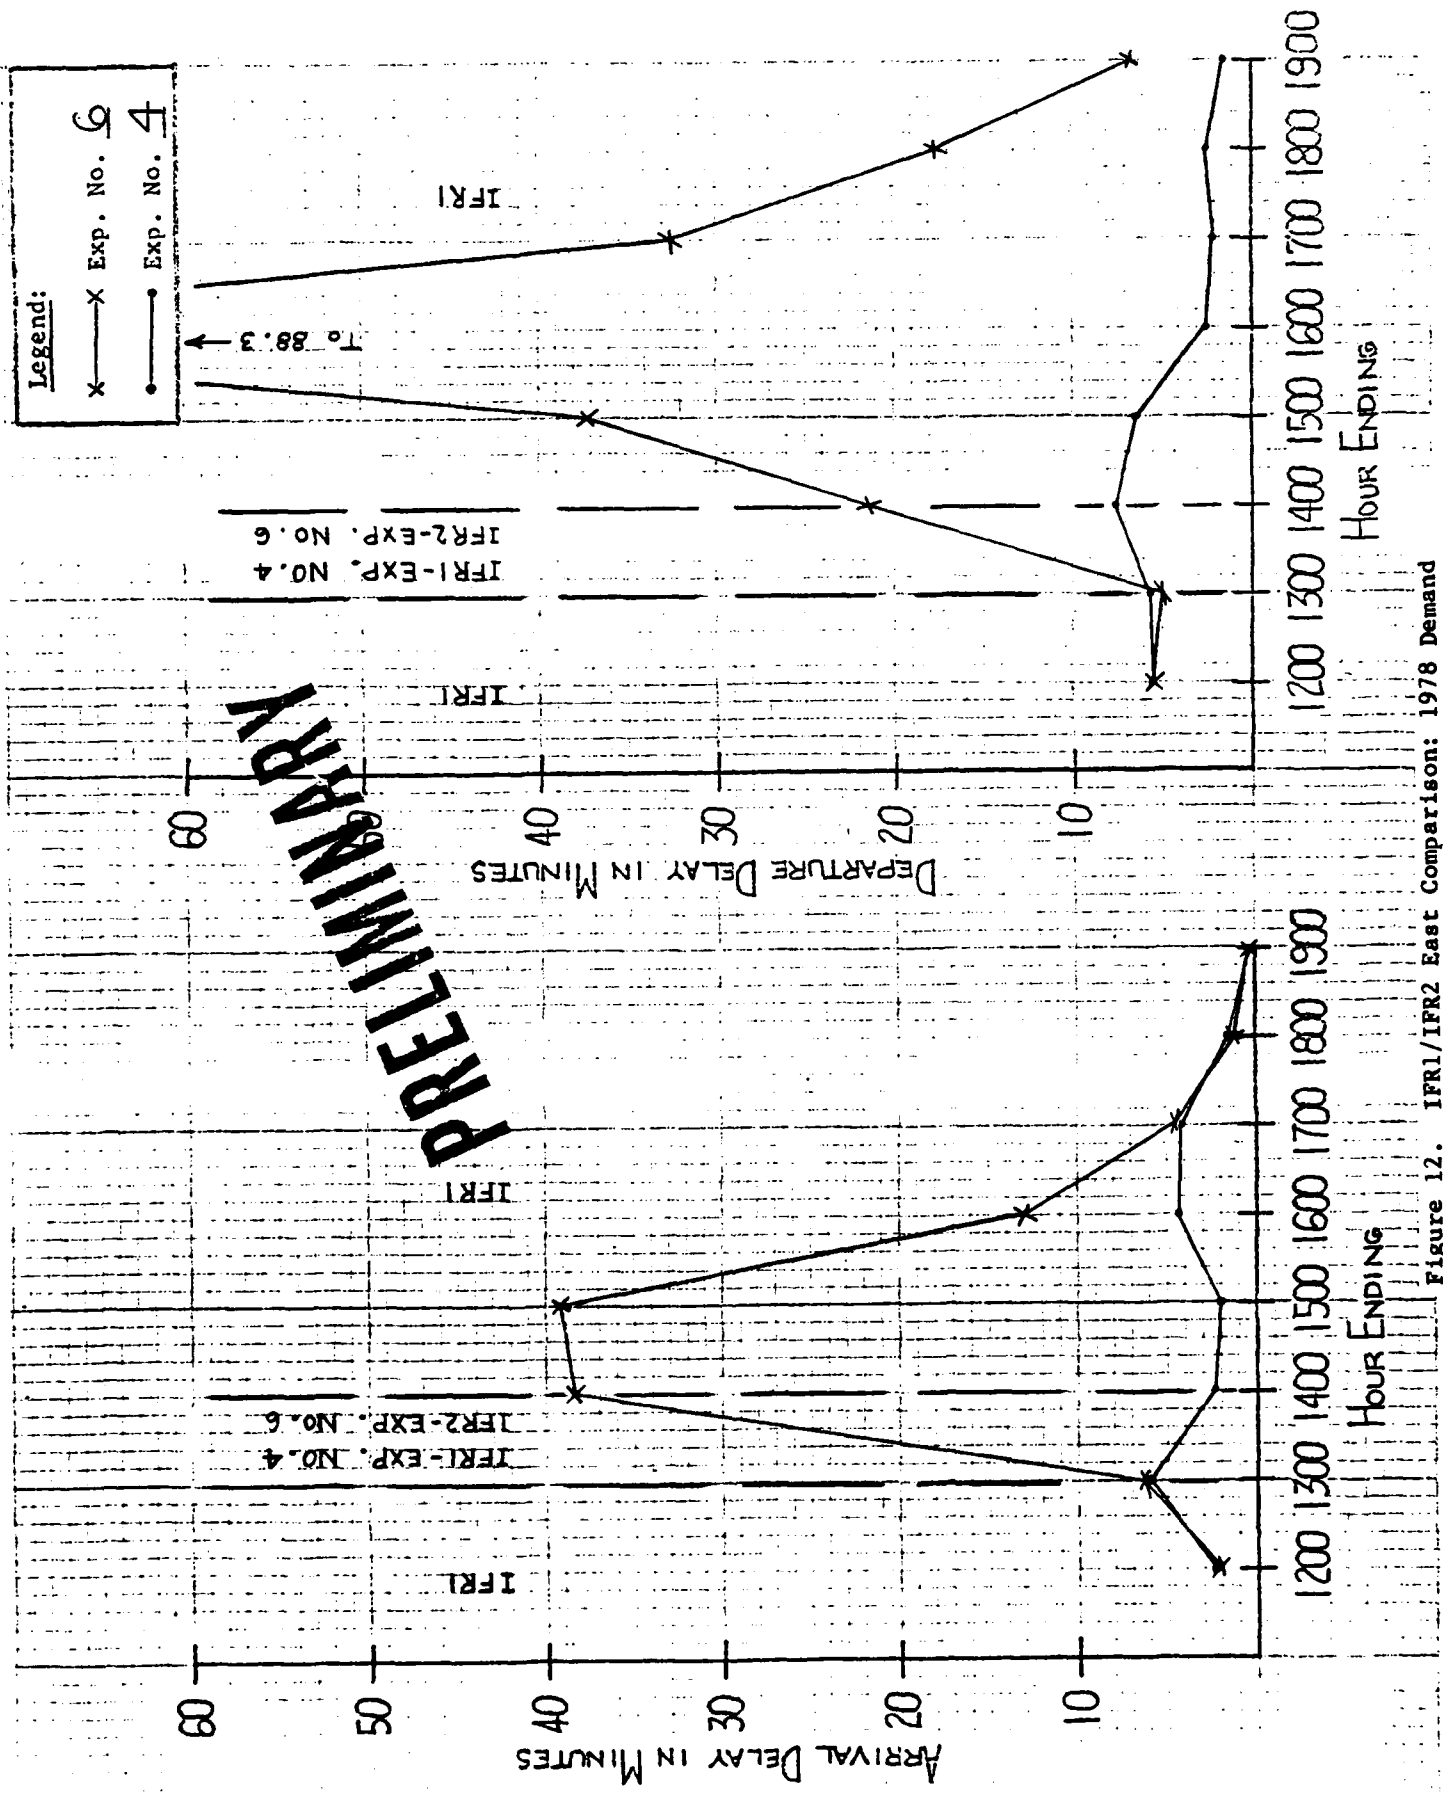 Legend:
Exp. No. 6
Exp. No. 4
ARRIVAL DELAY IN MINUTES
60
50
40
30
20
10
IFR1
IFR1-EXP. NO.4
IFR2-EXP. NO.6
IFR1
1200 1300 1400 1500 1600 1700 1800 1900
HOUR ENDING
PRELIMINARY
DEPARTURE DELAY IN MINUTES
60
50
40
30
20
10
IFR1
IFR1-EXP. NO.4
IFR2-EXP. NO.6
To 88.3
IFR1
1200 1300 1400 1500 1600 1700 1800 1900
HOUR ENDING
Figure 12. IFR1/IFR2 East Comparison: 1978 Demand